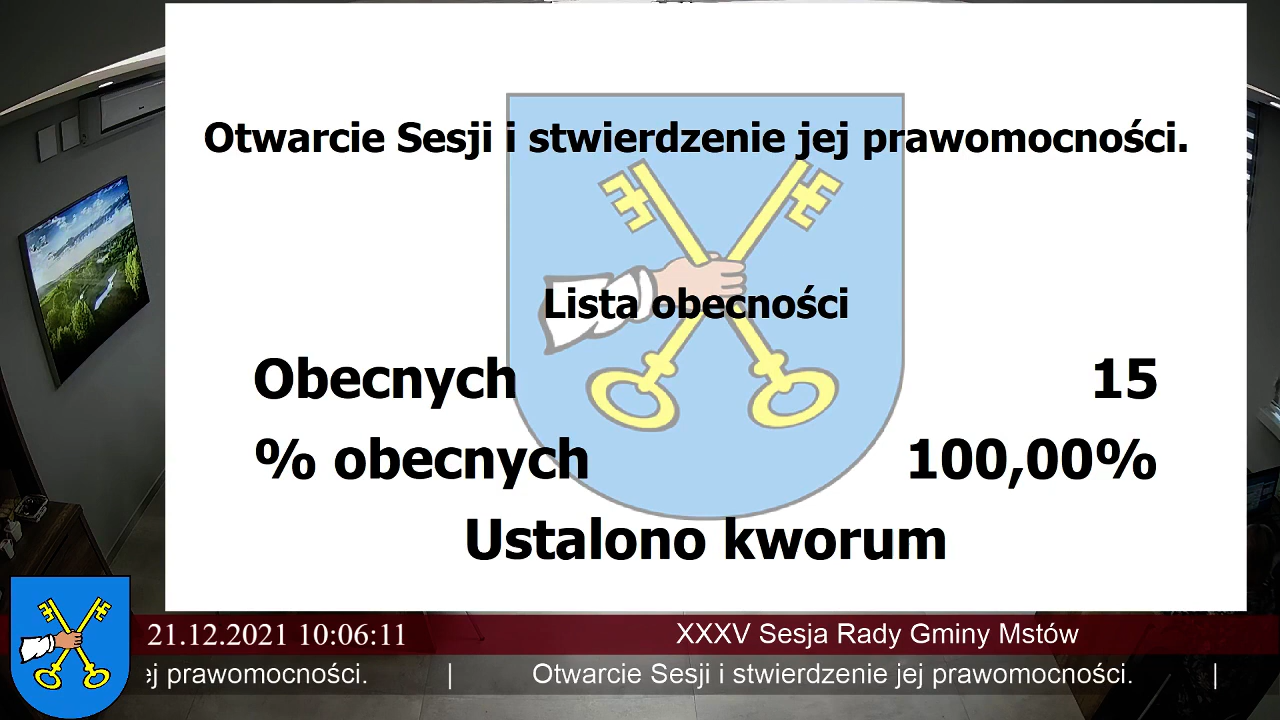 Otwarcie Sesji i stwierdzenie jej prawomocności.
Lista obecności
Obecnych 15
% obecnych 100,00%
Ustalono kworum
21.12.2021 10:06:11 XXXV Sesja Rady Gminy Mstów
ej prawomocności. | Otwarcie Sesji i stwierdzenie jej prawomocności. |